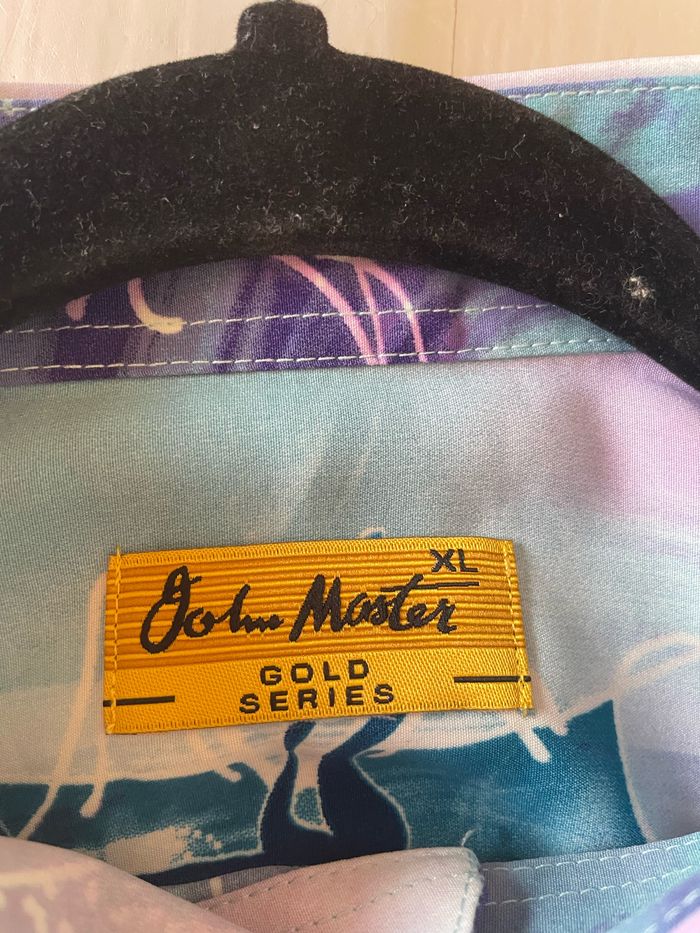 XL
John Master
GOLD
SERIES